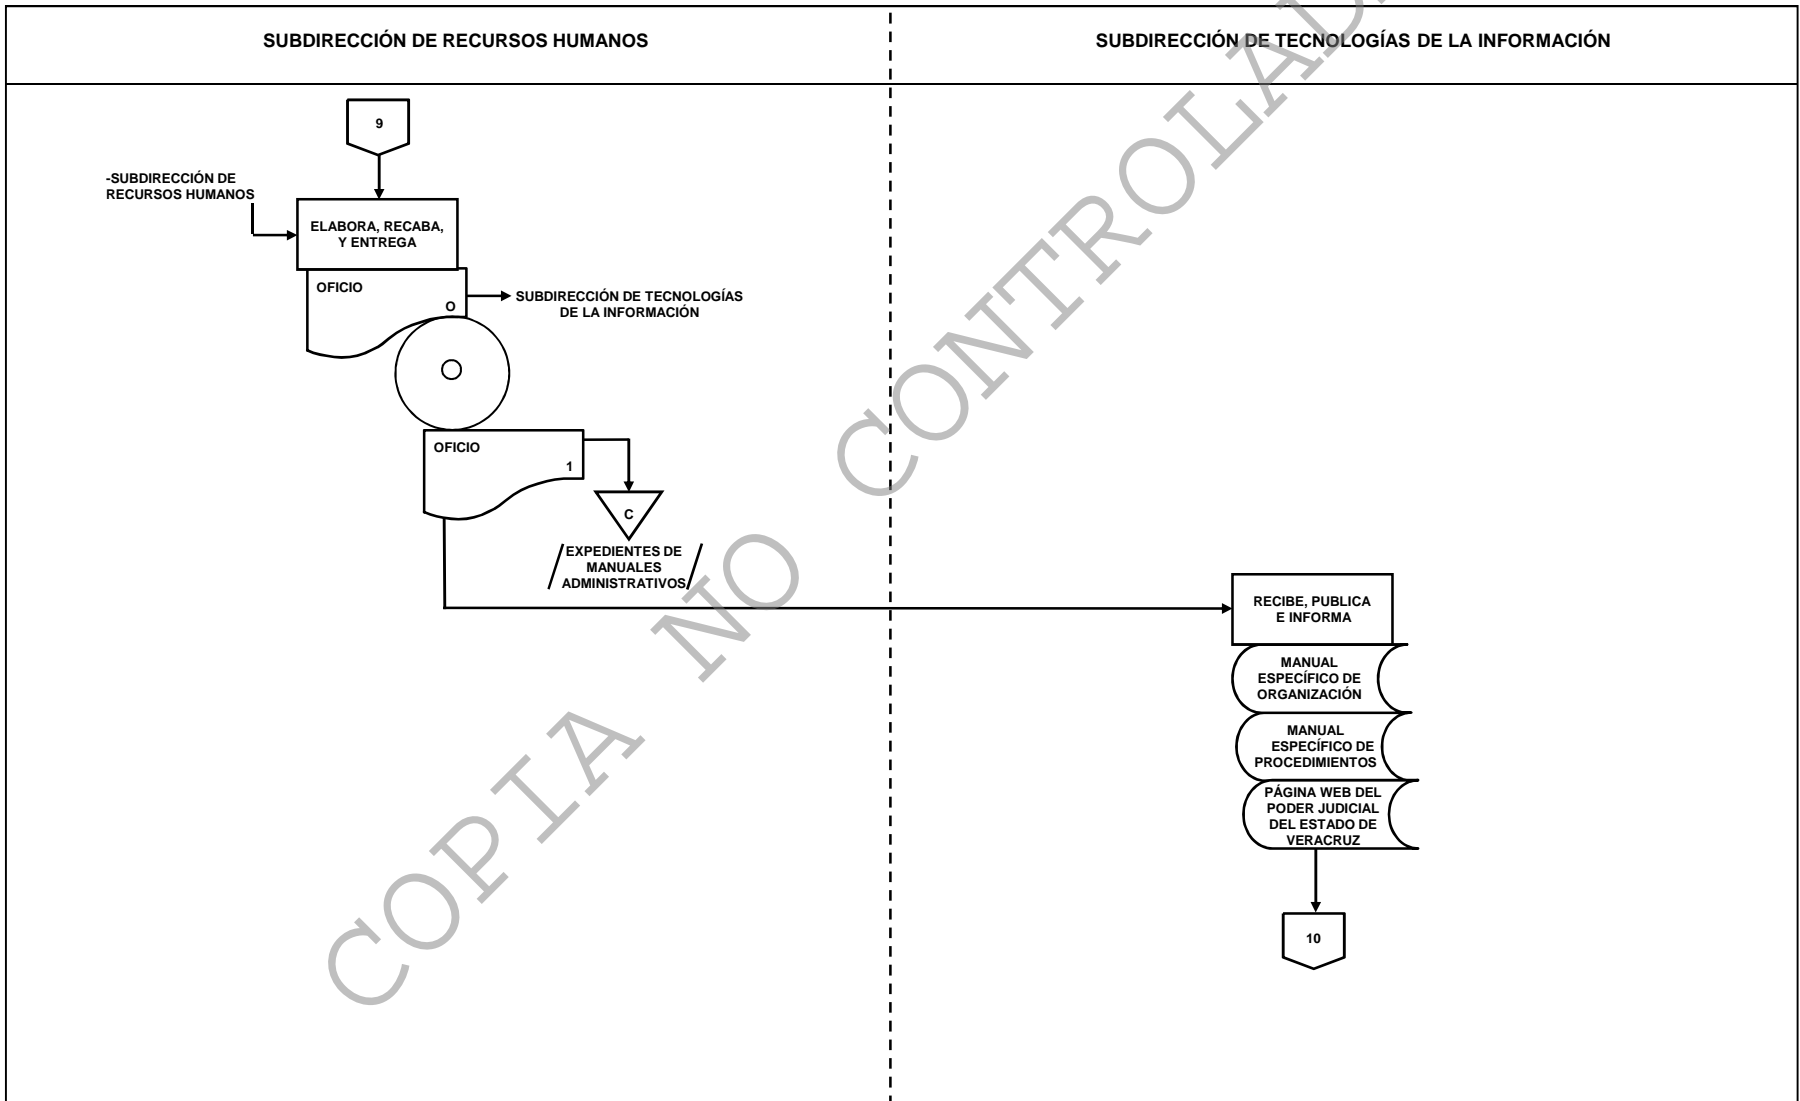 SUBDIRECCIÓN DE RECURSOS HUMANOS
SUBDIRECCIÓN DE TECNOLOGÍAS DE LA INFORMACIÓN
9
-SUBDIRECCIÓN DE
RECURSOS HUMANOS
ELABORA, RECABA,
Y ENTREGA
OFICIO
O
SUBDIRECCIÓN DE TECNOLOGÍAS
DE LA INFORMACIÓN
OFICIO
1
C
EXPEDIENTES DE
MANUALES
ADMINISTRATIVOS
RECIBE, PUBLICA
E INFORMA
MANUAL
ESPECÍFICO DE
ORGANIZACIÓN
MANUAL
ESPECÍFICO DE
PROCEDIMIENTOS
PÁGINA WEB DEL
PODER JUDICIAL
DEL ESTADO DE
VERACRUZ
10
COPIA NO CONTROLAD